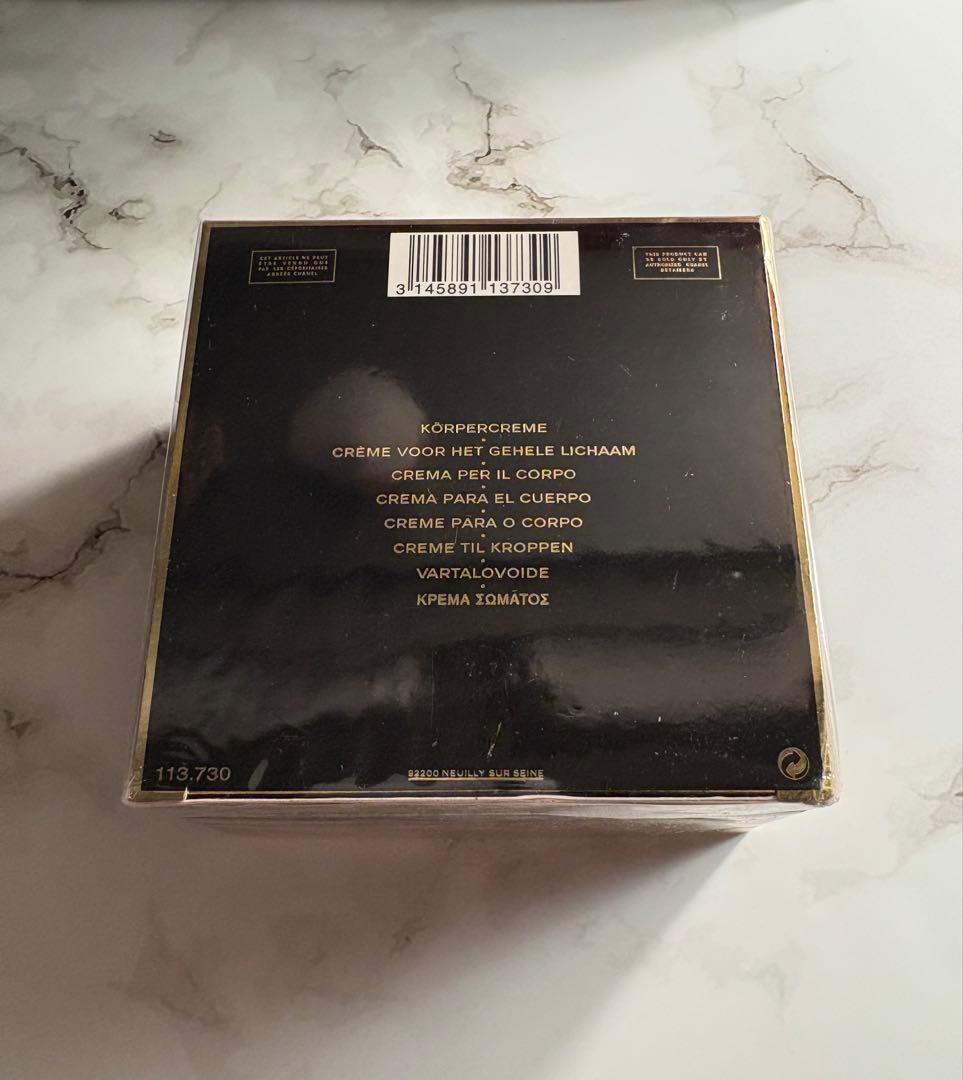 CET ARTICLE NE PEUT
ÊTRE VENDU QUE
PAR LES DÉPOSITAIRES
AGRÉÉS CHANEL
3 145891 137309
THIS PRODUCT CAN
BE SOLD ONLY BY
AUTHORIZED CHANEL
RETAILERS
KÖRPERCREME
CRÈME VOOR HET GEHELE LICHAAM
CREMA PER IL CORPO
CREMA PARA EL CUERPO
CREME PARA O CORPO
CREME TIL KROPPEN
VARTALOVOIDE
ΚΡΕΜΑ ΣΩΜΑΤΟΣ
113.730
92200 NEUILLY SUR SEINE